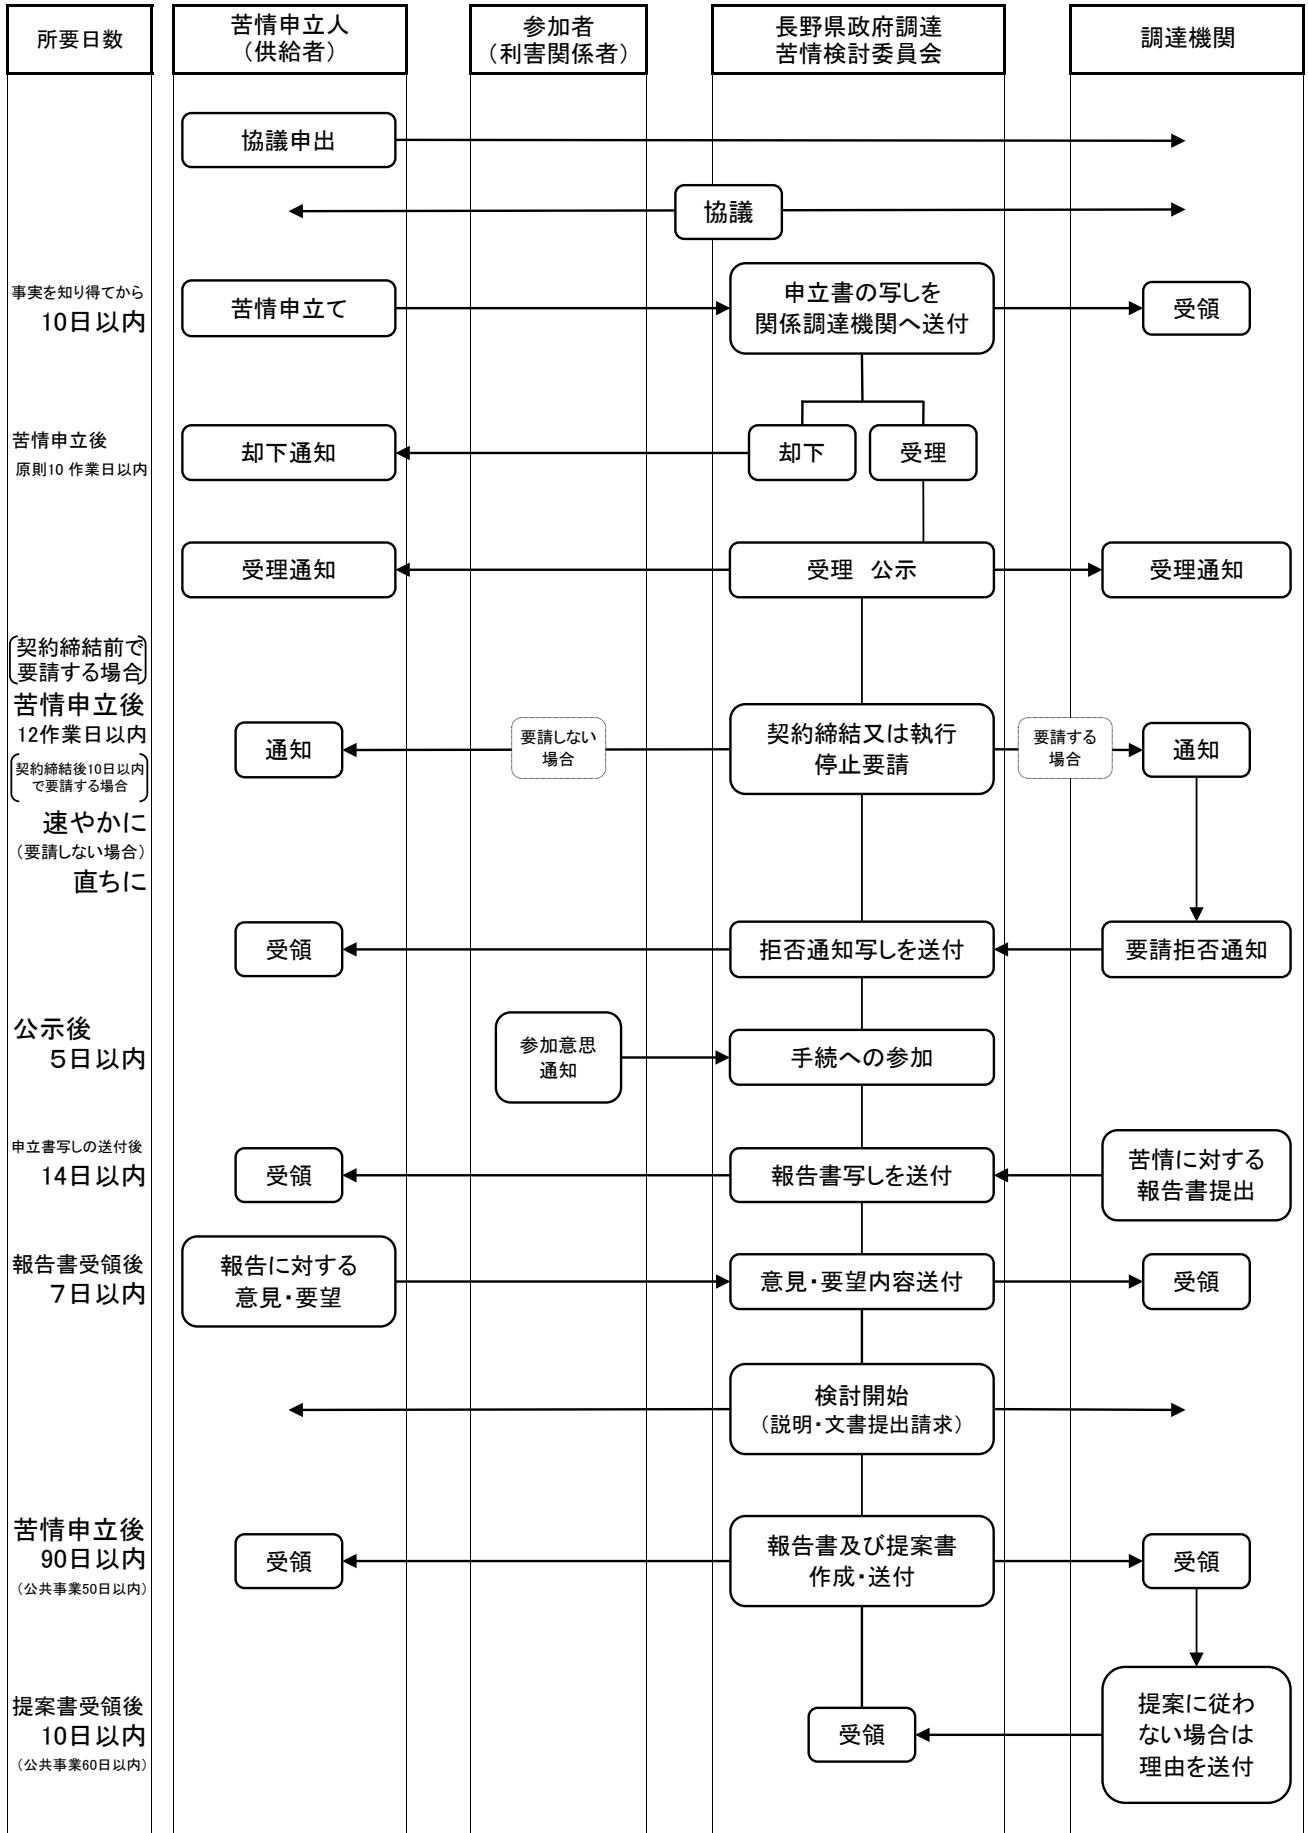 所要日数
苦情申立人
(供給者)
参加者
(利害関係者)
長野県政府調達
苦情検討委員会
調達機関
協議申出
協議
事実を知り得てから
10日以内
苦情申立て
申立書の写しを
関係調達機関へ送付
受領
苦情申立後
原則10 作業日以内
却下通知
却下
受理
受理通知
受理　公示
受理通知
契約締結前で
要請する場合
苦情申立後
12作業日以内
契約締結後10日以内
で要請する場合
速やかに
(要請しない場合)
直ちに
通知
要請しない
場合
契約締結又は執行
停止要請
要請する
場合
通知
受領
拒否通知写しを送付
要請拒否通知
公示後
5日以内
参加意思
通知
手続への参加
申立書写しの送付後
14日以内
受領
報告書写しを送付
苦情に対する
報告書提出
報告書受領後
7日以内
報告に対する
意見・要望
意見・要望内容送付
受領
検討開始
(説明・文書提出請求)
苦情申立後
90日以内
(公共事業50日以内)
受領
報告書及び提案書
作成・送付
受領
提案書受領後
10日以内
(公共事業60日以内)
受領
提案に従わ
ない場合は
理由を送付